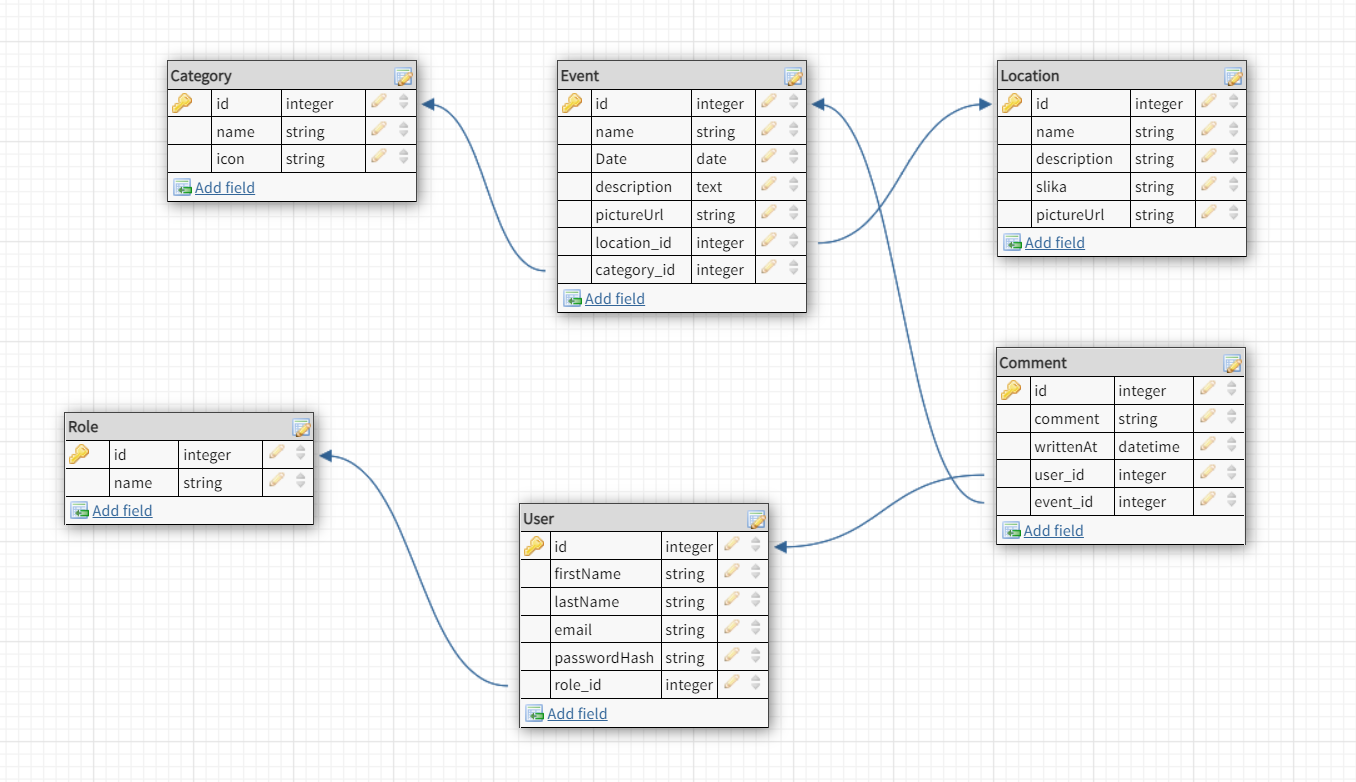 Category
id integer
name string
icon string
Add field
Event
id integer
name string
Date date
description text
pictureUrl string
location_id integer
category_id integer
Add field
Location
id integer
name string
description string
slika string
pictureUrl string
Add field
Comment
id integer
comment string
writtenAt datetime
user_id integer
event_id integer
Add field
Role
id integer
name string
Add field
User
id integer
firstName string
lastName string
email string
passwordHash string
role_id integer
Add field